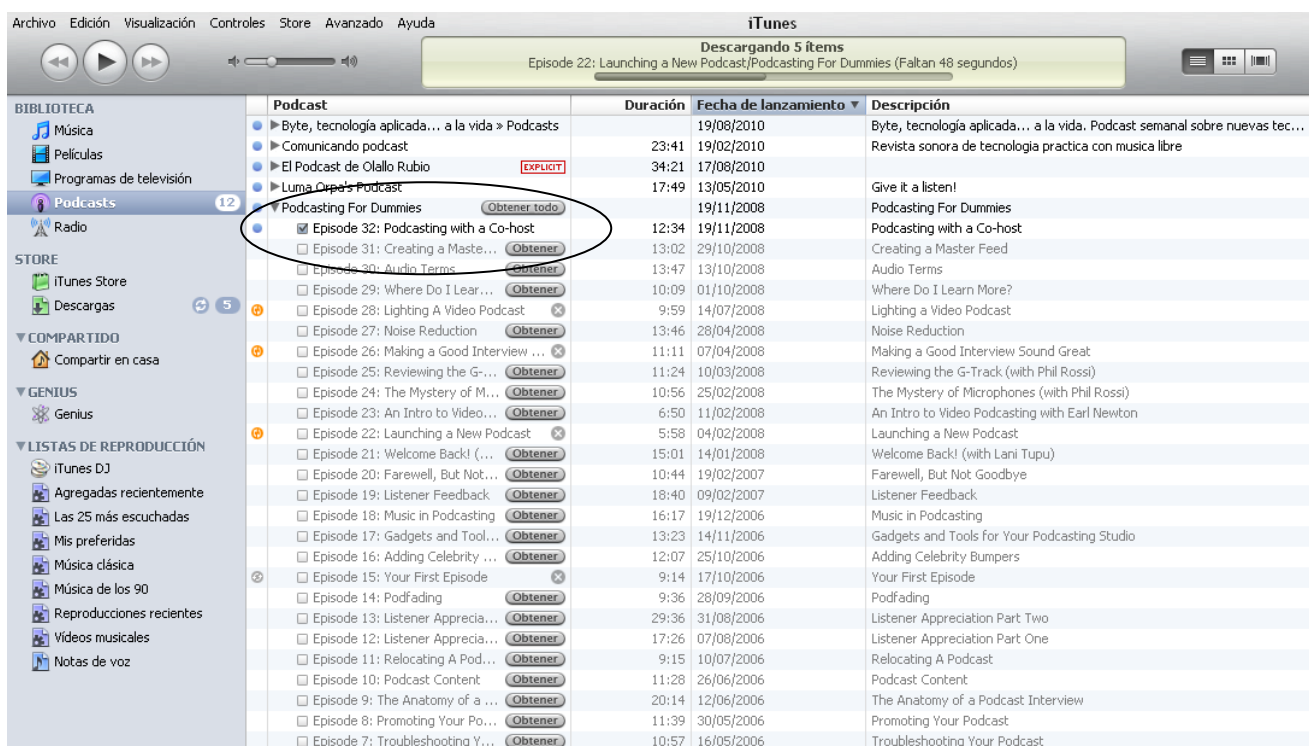 Archivo Edición Visualización Controles Store Avanzado Ayuda iTunes
Descargando 5 ítems
Episode 22: Launching a New Podcast/Podcasting For Dummies (Faltan 48 segundos)
BIBLIOTECA
Música
Películas
Programas de televisión
Podcasts 12
Radio
STORE
iTunes Store
Descargas 5
COMPARTIDO
Compartir en casa
GENIUS
Genius
LISTAS DE REPRODUCCIÓN
iTunes DJ
Agregadas recientemente
Las 25 más escuchadas
Mis preferidas
Música clásica
Música de los 90
Reproducciones recientes
Vídeos musicales
Notas de voz
Podcast Duración Fecha de lanzamiento Descripción
Byte, tecnología aplicada... a la vida » Podcasts 19/08/2010 Byte, tecnología aplicada... a la vida. Podcast semanal sobre nuevas tec...
Comunicando podcast 23:41 19/02/2010 Revista sonora de tecnologia practica con musica libre
El Podcast de Olallo Rubio EXPLICIT 34:21 17/08/2010
Luma Orpa's Podcast 17:49 13/05/2010 Give it a listen!
Podcasting For Dummies Obtener todo 19/11/2008 Podcasting For Dummies
Episode 32: Podcasting with a Co-host 12:34 19/11/2008 Podcasting with a Co-host
Episode 31: Creating a Maste... Obtener 13:02 29/10/2008 Creating a Master Feed
Episode 30: Audio Terms Obtener 13:47 13/10/2008 Audio Terms
Episode 29: Where Do I Lear... Obtener 10:09 01/10/2008 Where Do I Learn More?
Episode 28: Lighting A Video Podcast 9:59 14/07/2008 Lighting a Video Podcast
Episode 27: Noise Reduction Obtener 13:46 28/04/2008 Noise Reduction
Episode 26: Making a Good Interview ... 11:11 07/04/2008 Making a Good Interview Sound Great
Episode 25: Reviewing the G-... Obtener 11:24 10/03/2008 Reviewing the G-Track (with Phil Rossi)
Episode 24: The Mystery of M... Obtener 10:56 25/02/2008 The Mystery of Microphones (with Phil Rossi)
Episode 23: An Intro to Video... Obtener 6:50 11/02/2008 An Intro to Video Podcasting with Earl Newton
Episode 22: Launching a New Podcast 5:58 04/02/2008 Launching a New Podcast
Episode 21: Welcome Back! (... Obtener 15:01 14/01/2008 Welcome Back! (with Lani Tupu)
Episode 20: Farewell, But Not... Obtener 10:44 19/02/2007 Farewell, But Not Goodbye
Episode 19: Listener Feedback Obtener 18:40 09/02/2007 Listener Feedback
Episode 18: Music in Podcasting Obtener 16:17 19/12/2006 Music in Podcasting
Episode 17: Gadgets and Tool... Obtener 13:23 14/11/2006 Gadgets and Tools for Your Podcasting Studio
Episode 16: Adding Celebrity ... Obtener 12:07 25/10/2006 Adding Celebrity Bumpers
Episode 15: Your First Episode 9:14 17/10/2006 Your First Episode
Episode 14: Podfading Obtener 9:36 28/09/2006 Podfading
Episode 13: Listener Apprecia... Obtener 29:36 31/08/2006 Listener Appreciation Part Two
Episode 12: Listener Apprecia... Obtener 17:26 07/08/2006 Listener Appreciation Part One
Episode 11: Relocating A Pod... Obtener 9:15 10/07/2006 Relocating A Podcast
Episode 10: Podcast Content Obtener 11:28 26/06/2006 Podcast Content
Episode 9: The Anatomy of a ... Obtener 20:14 12/06/2006 The Anatomy of a Podcast Interview
Episode 8: Promoting Your Po... Obtener 11:39 30/05/2006 Promoting Your Podcast
Episode 7: Troubleshooting Y... Obtener 10:57 16/05/2006 Troubleshooting Your Podcast